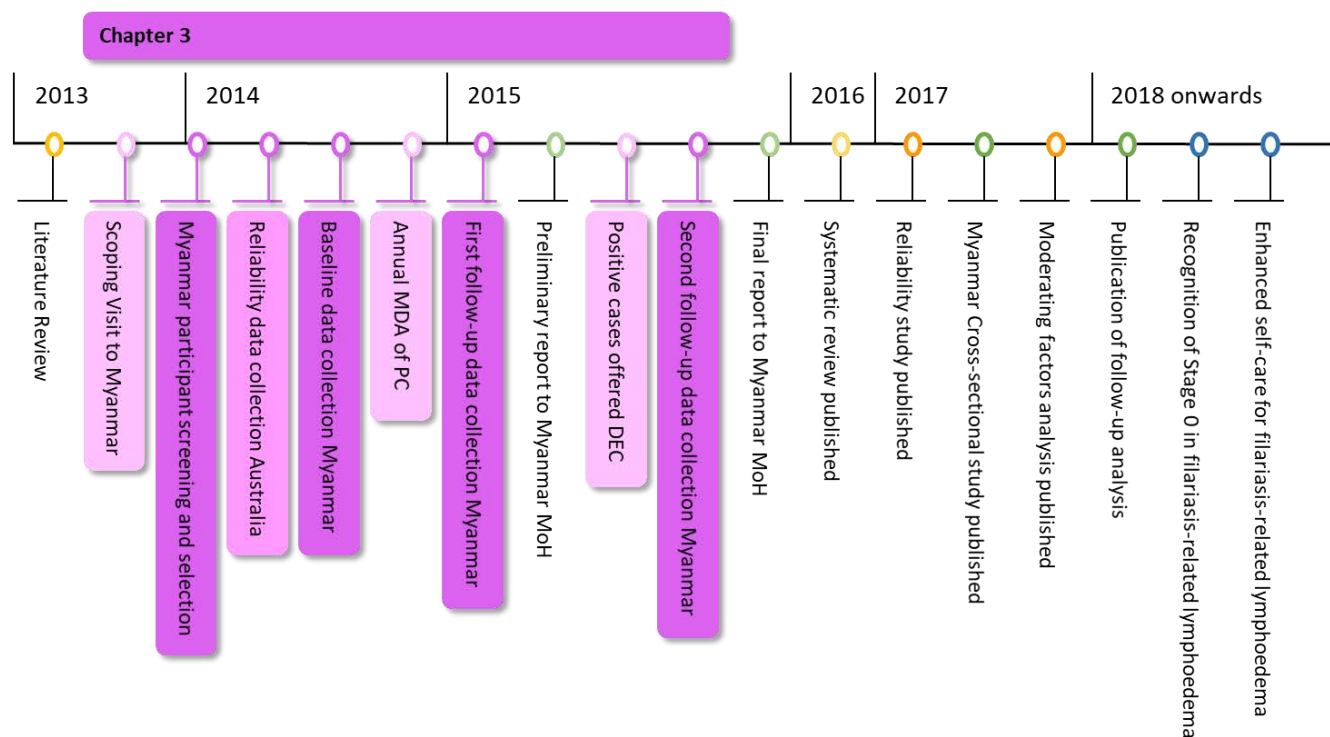 Chapter 3
2013
2014
2015
2016
2017
2018 onwards
Literature Review
Scoping Visit to Myanmar
Myanmar participant screening and selection
Reliability data collection Australia
Baseline data collection Myanmar
Annual MDA of PC
First follow-up data collection Myanmar
Preliminary report to Myanmar MoH
Positive cases offered DEC
Second follow-up data collection Myanmar
Final report to Myanmar MoH
Systematic review published
Reliability study published
Myanmar Cross-sectional study published
Moderating factors analysis published
Publication of follow-up analysis
Recognition of Stage 0 in filariasis-related lymphoedema
Enhanced self-care for filariasis-related lymphoedema